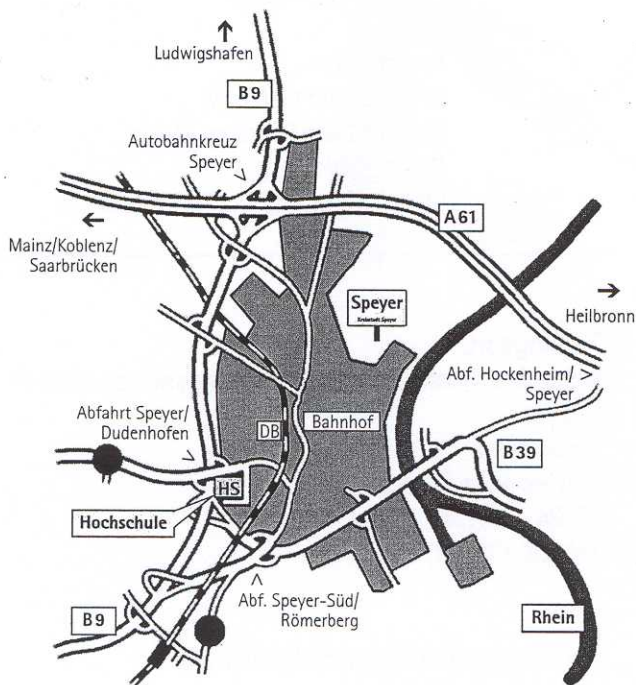 Ludwigshafen
B9
Autobahnkreuz
Speyer
A61
Mainz/Koblenz/
Saarbrücken
Speyer
Heilbronn
Abf. Hockenheim/
Speyer
Abfahrt Speyer/
Dudenhofen
DB
Bahnhof
B39
HS
Hochschule
Abf. Speyer-Süd/
Römerberg
B9
Rhein